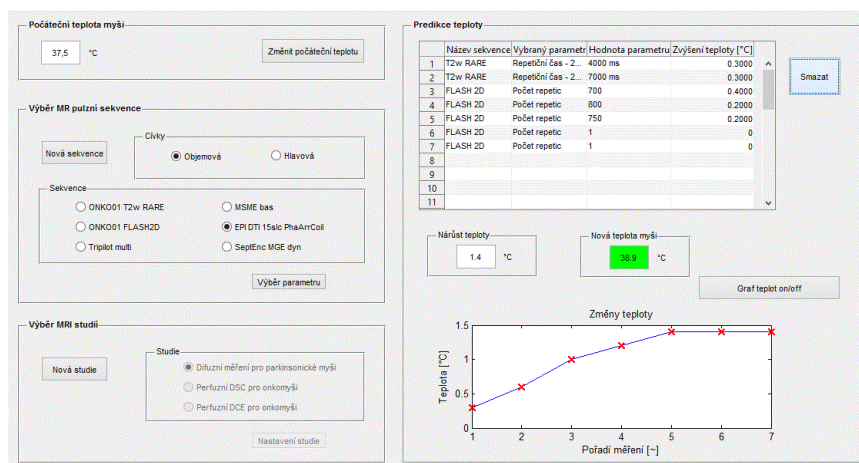 Počáteční teplota myši
37,5 °C Změnit počáteční teplotu
Výběr MR pulzní sekvence
Nová sekvence
Cívky
Objemová Hlavová
Sekvence
ONKO01 T2w RARE MSME bas
ONKO01 FLASH2D EPI DTI 15slc PhaArrCoil
Tripilot multi SeptEnc MGE dyn
Výběr parametru
Výběr MRI studií
Nová studie
Studie
Difuzní měření pro parkinsonické myši
Perfuzní DSC pro onkomyši
Perfuzní DCE pro onkomyši
Nastavení studie
Predikce teploty
Název sekvence Vybraný parametr Hodnota parametru Zvýšení teploty [°C]
1 T2w RARE Repetiční čas - 2... 4000 ms 0.3000
2 T2w RARE Repetiční čas - 2... 7000 ms 0.3000
3 FLASH 2D Počet repetic 700 0.4000
4 FLASH 2D Počet repetic 800 0.2000
5 FLASH 2D Počet repetic 750 0.2000
6 FLASH 2D Počet repetic 1 0
7 FLASH 2D Počet repetic 1 0
8
9
10
11
Smazat
Nárůst teploty
1.4 °C
Nová teplota myši
38.9 °C
Graf teplot on/off
Změny teploty
Teplota [°C]
1.5
1
0.5
0
1 2 3 4 5 6 7
Pořadí měření [~]